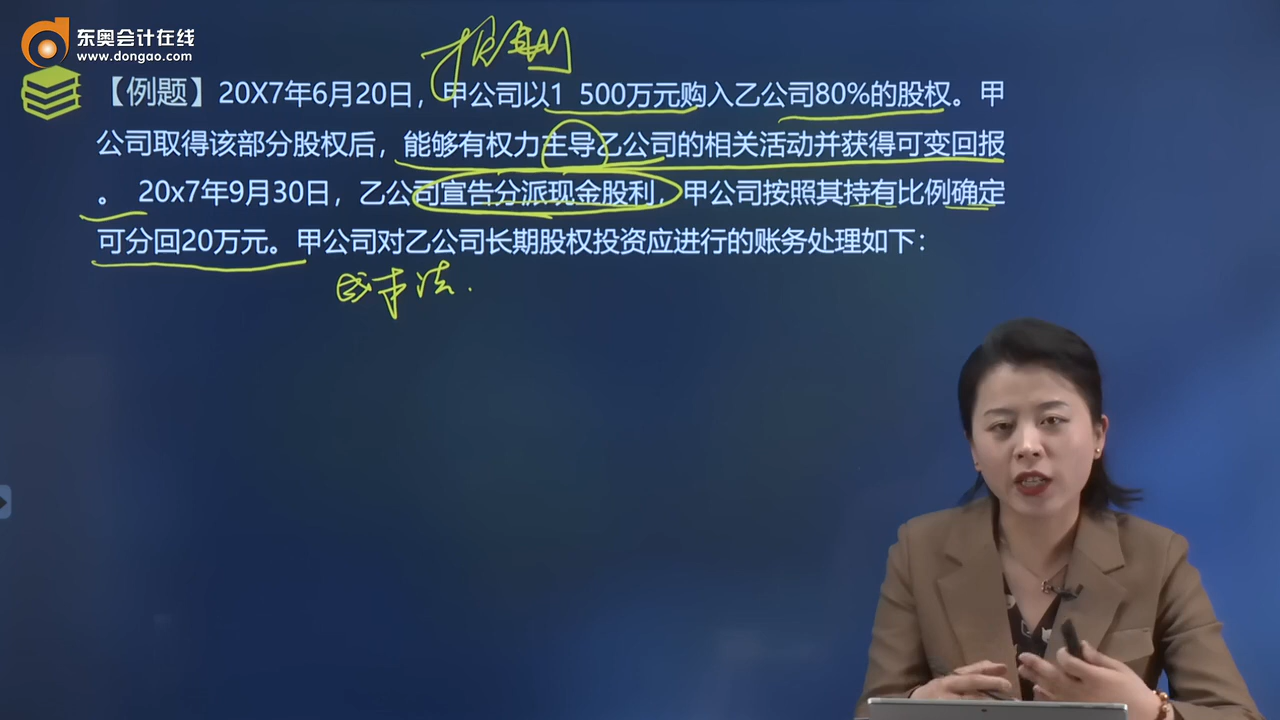 东奥会计在线
www.dongao.com
控制
【例题】20X7年6月20日，甲公司以1 500万元购入乙公司80%的股权。甲
公司取得该部分股权后，能够有权力主导乙公司的相关活动并获得可变回报
。 20x7年9月30日，乙公司宣告分派现金股利，甲公司按照其持有比例确定
可分回20万元。甲公司对乙公司长期股权投资应进行的账务处理如下：
成本法.